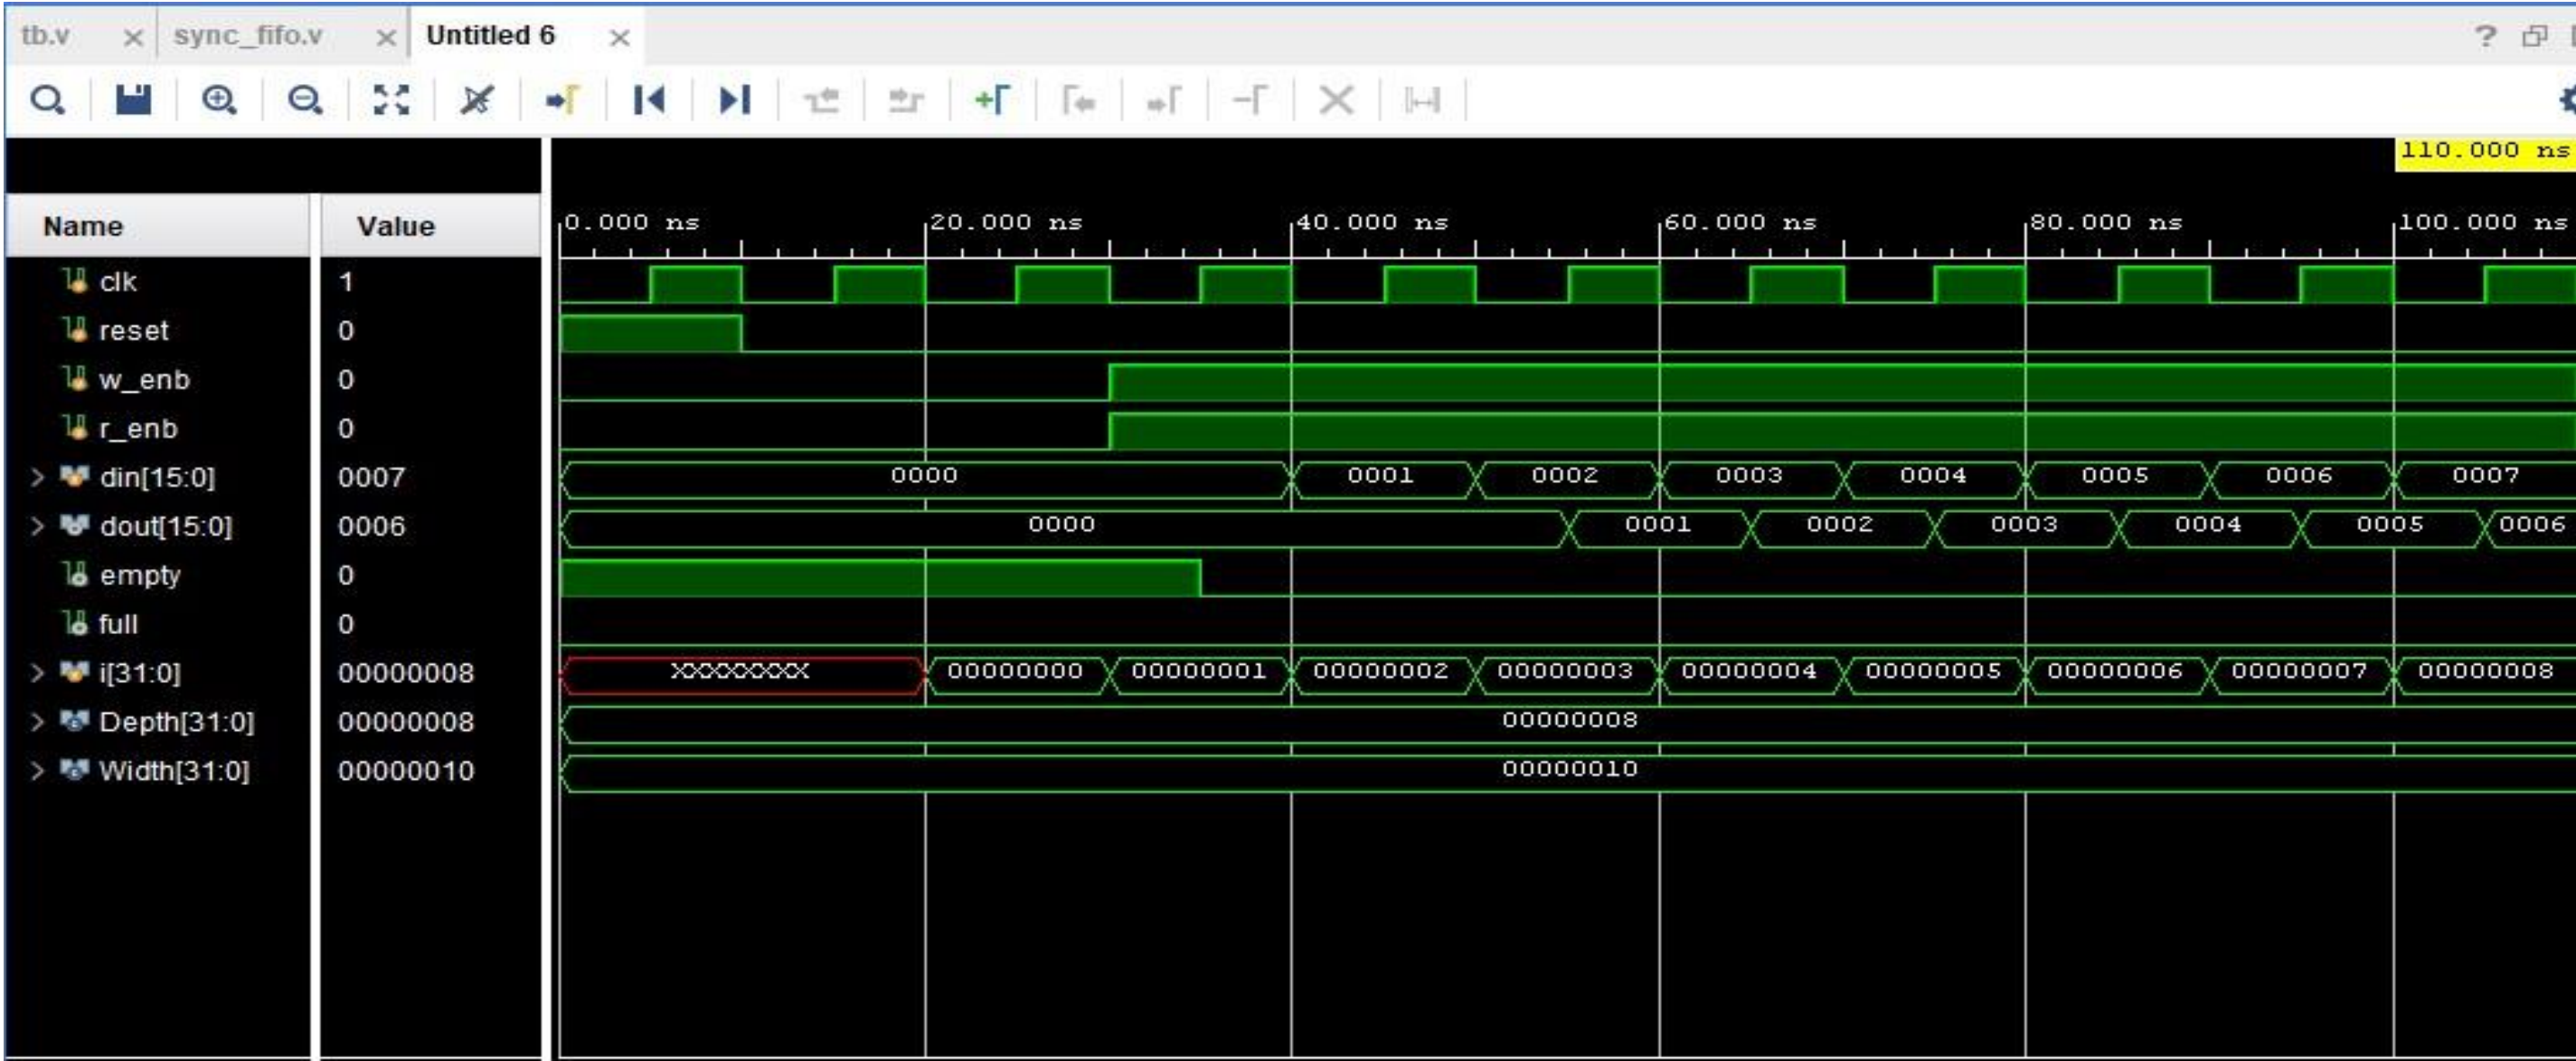 tb.v sync_fifo.v Untitled 6 ?
110.000 ns
Name Value 0.000 ns 20.000 ns 40.000 ns 60.000 ns 80.000 ns 100.000 ns
clk 1
reset 0
w_enb 0
r_enb 0
din[15:0] 0007 0000 0001 0002 0003 0004 0005 0006 0007
dout[15:0] 0006 0000 0001 0002 0003 0004 0005 0006
empty 0
full 0
i[31:0] 00000008 XXXXXXXX 00000000 00000001 00000002 00000003 00000004 00000005 00000006 00000007 00000008
Depth[31:0] 00000008 00000008
Width[31:0] 00000010 00000010